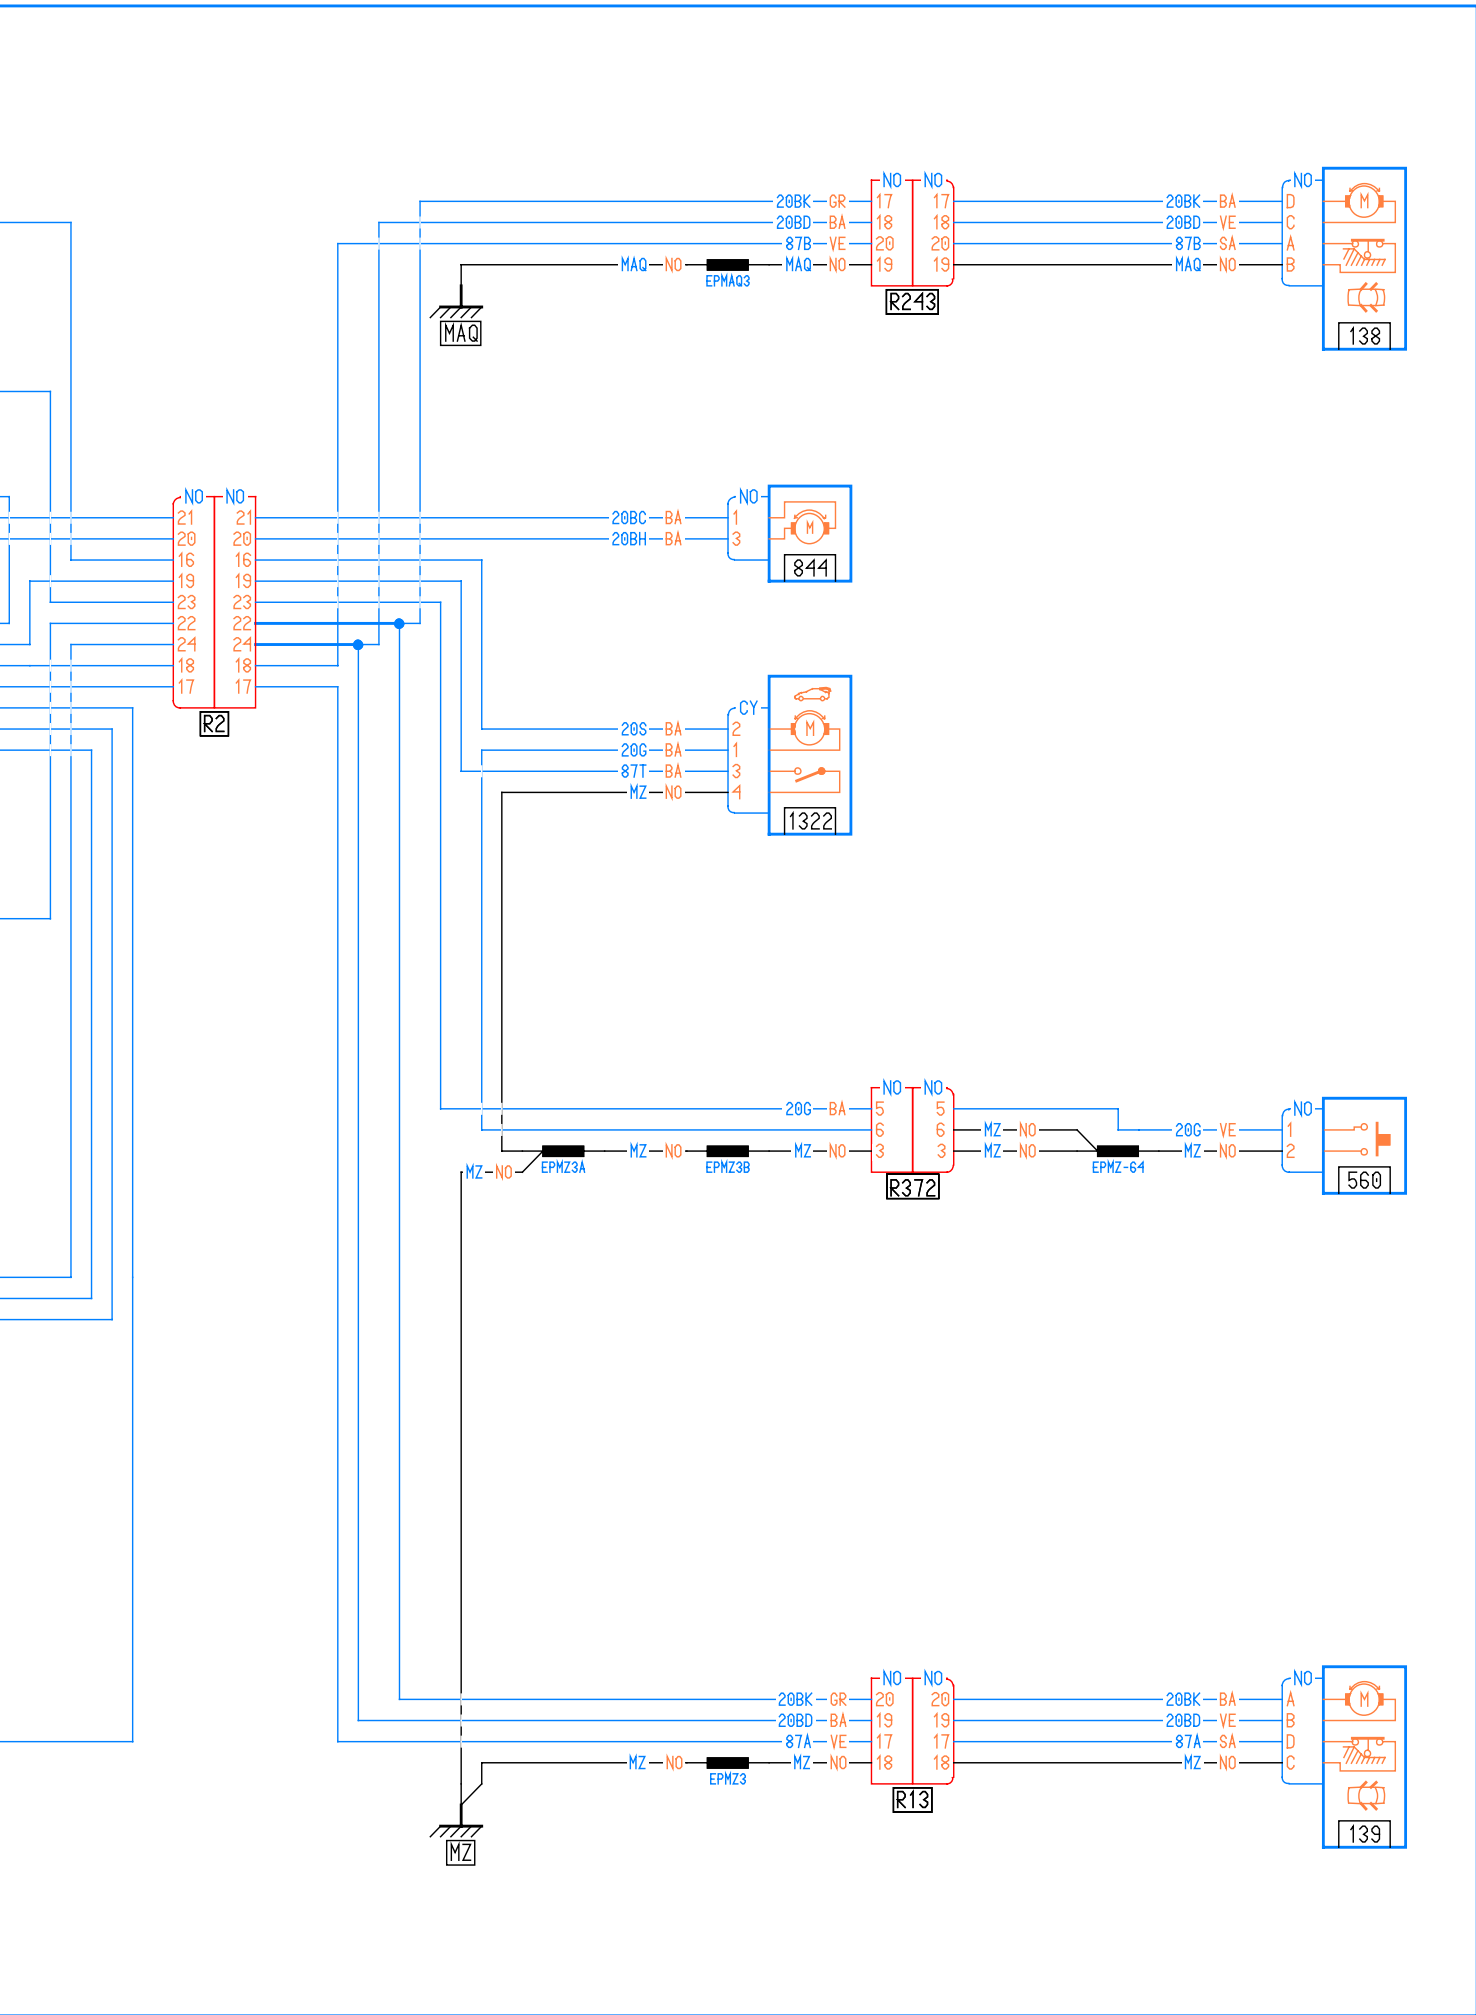 NO NO NO
20BK GR 17 17 20BK BA D M
20BD BA 18 18 20BD VE C
87B VE 20 20 87B SA A
MAQ NO MAQ NO 19 19 MAQ NO B
EPMAQ3
R243
MAQ 138
NO NO NO
21 21 20BC BA 1 M
20 20 20BH BA 3
16 16
844
19 19
23 23
22 22
24 24
18 18
17 17
R2
CY
20S BA 2 M
20G BA 1
87T BA 3
MZ NO 4
1322
NO NO
20G BA 5 5 NO
6 6 MZ NO 20G VE 1
MZ NO MZ NO 3 3 MZ NO MZ NO 2
EPMZ3A EPMZ3B EPMZ-64
MZ NO
R372 560
NO NO NO
20BK GR 20 20 20BK BA A M
20BD BA 19 19 20BD VE B
87A VE 17 17 87A SA D
MZ NO MZ NO 18 18 MZ NO C
EPMZ3
R13
139
MZ